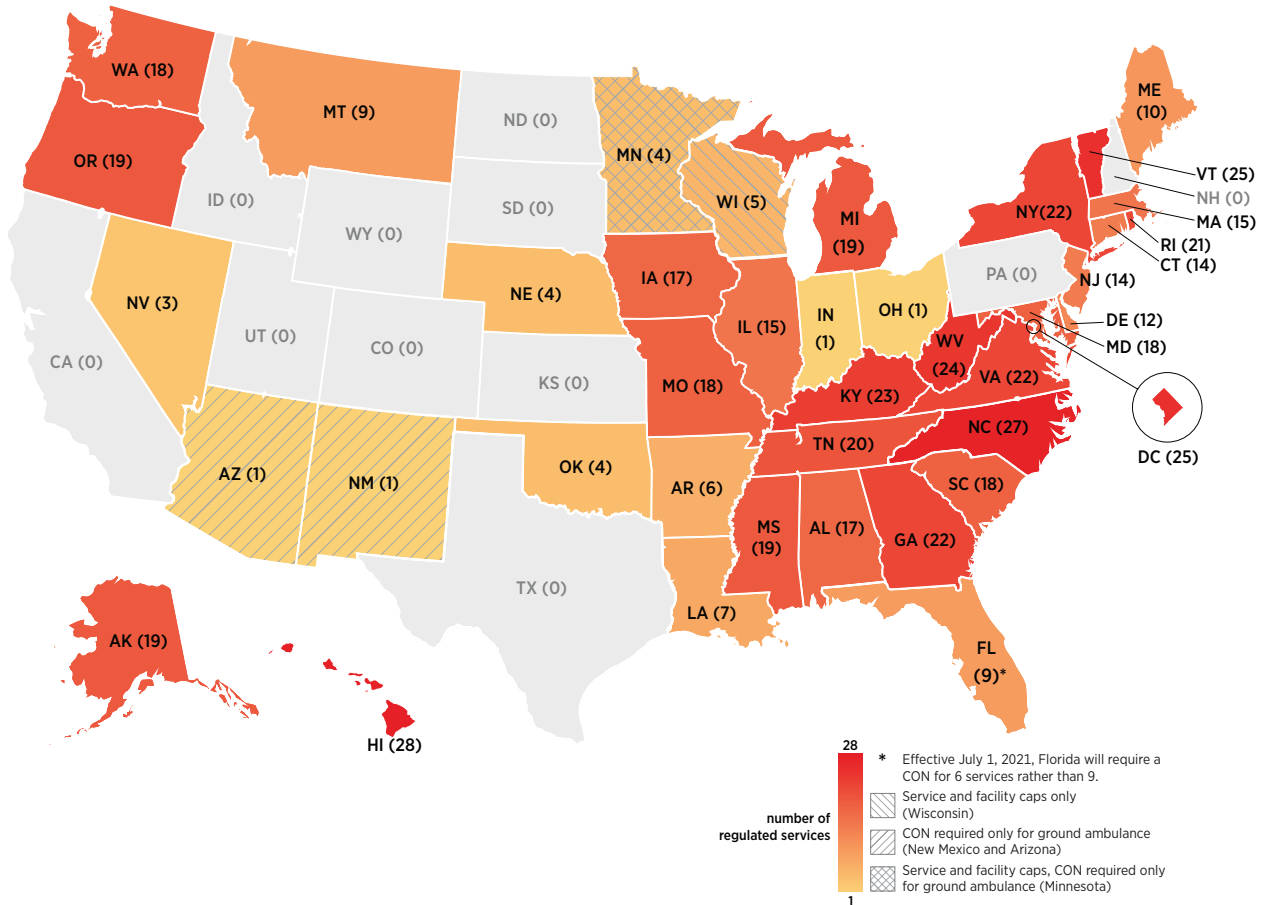 WA (18)
OR (19)
MT (9)
ID (0)
WY (0)
ND (0)
SD (0)
CA (0)
NV (3)
UT (0)
CO (0)
NE (4)
KS (0)
AZ (1)
NM (1)
OK (4)
TX (0)
MN (4)
WI (5)
IA (17)
MO (18)
AR (6)
LA (7)
IL (15)
MI
(19)
IN
(1)
OH (1)
KY (23)
TN (20)
MS
(19)
AL (17)
GA (22)
FL
(9)*
SC (18)
NC (27)
VA (22)
WV
(24)
PA (0)
NY(22)
ME
(10)
VT (25)
NH (0)
MA (15)
RI (21)
CT (14)
NJ (14)
DE (12)
MD (18)
DC (25)
AK (19)
HI (28)
28
number of
regulated services
1
* Effective July 1, 2021, Florida will require a
CON for 6 services rather than 9.
Service and facility caps only
(Wisconsin)
CON required only for ground ambulance
(New Mexico and Arizona)
Service and facility caps, CON required only
for ground ambulance (Minnesota)